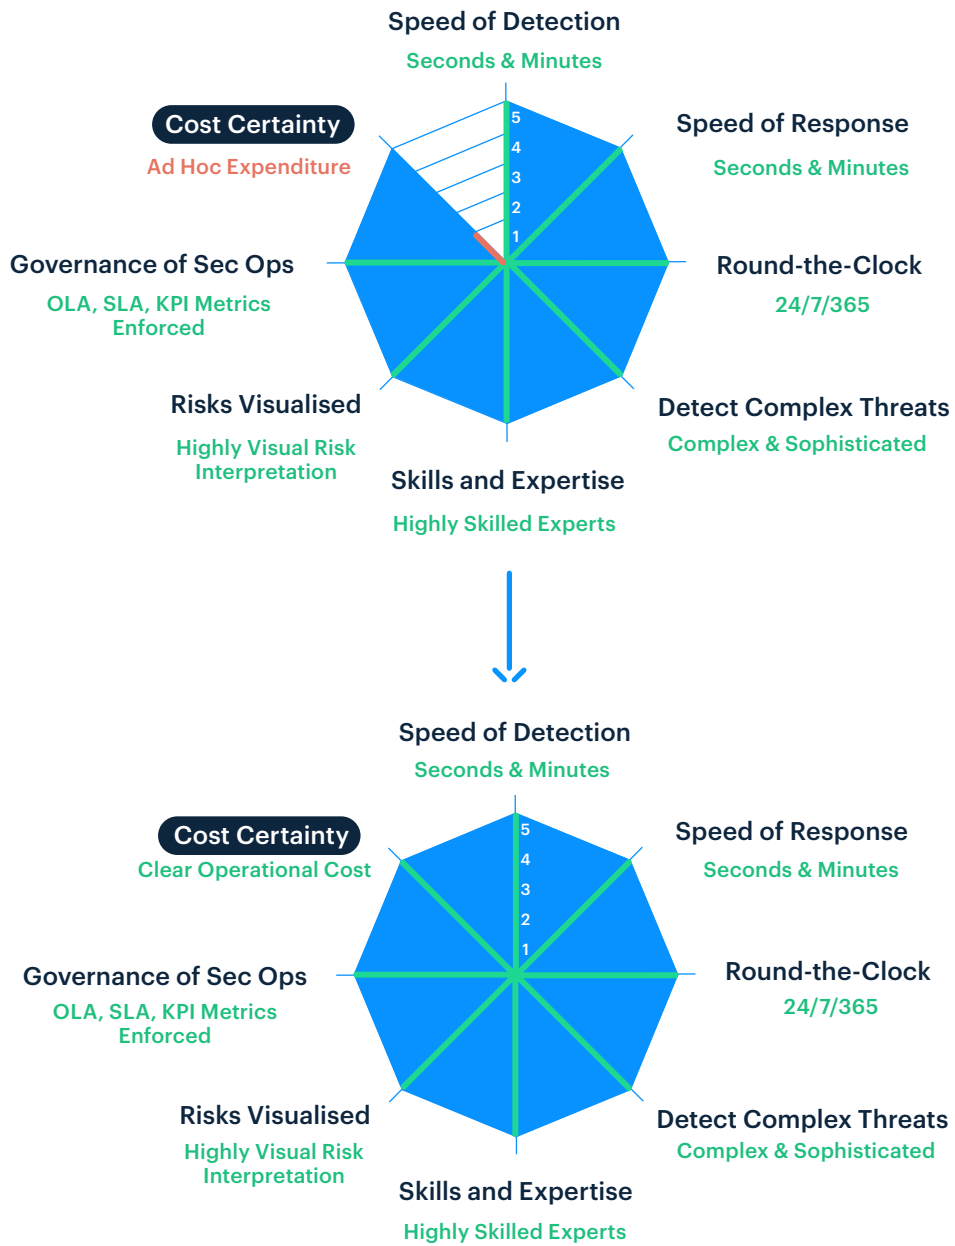 Speed of Detection
Seconds & Minutes
Cost Certainty
Ad Hoc Expenditure
Speed of Response
Seconds & Minutes
5
4
3
2
1
Governance of Sec Ops
OLA, SLA, KPI Metrics
Enforced
Round-the-Clock
24/7/365
Risks Visualised
Highly Visual Risk
Interpretation
Detect Complex Threats
Complex & Sophisticated
Skills and Expertise
Highly Skilled Experts
Speed of Detection
Seconds & Minutes
Cost Certainty
Clear Operational Cost
Speed of Response
Seconds & Minutes
5
4
3
2
1
Governance of Sec Ops
OLA, SLA, KPI Metrics
Enforced
Round-the-Clock
24/7/365
Risks Visualised
Highly Visual Risk
Interpretation
Detect Complex Threats
Complex & Sophisticated
Skills and Expertise
Highly Skilled Experts